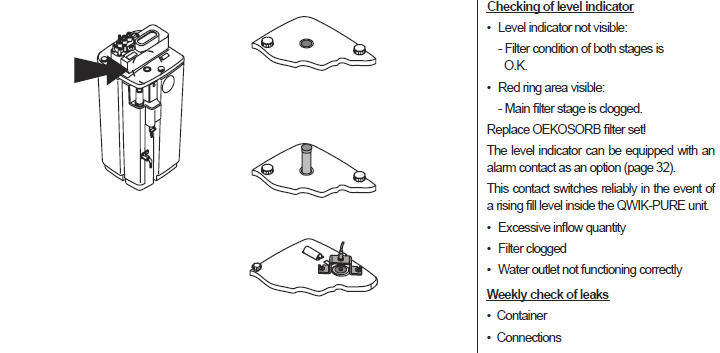 Checking of level indicator
• Level indicator not visible:
- Filter condition of both stages is
O.K.
• Red ring area visible:
- Main filter stage is clogged.
Replace OEKOSORB filter set!
The level indicator can be equipped with an
alarm contact as an option (page 32).
This contact switches reliably in the event of
a rising fill level inside the QWIK-PURE unit.
• Excessive inflow quantity
• Filter clogged
• Water outlet not functioning correctly
Weekly check of leaks
• Container
• Connections